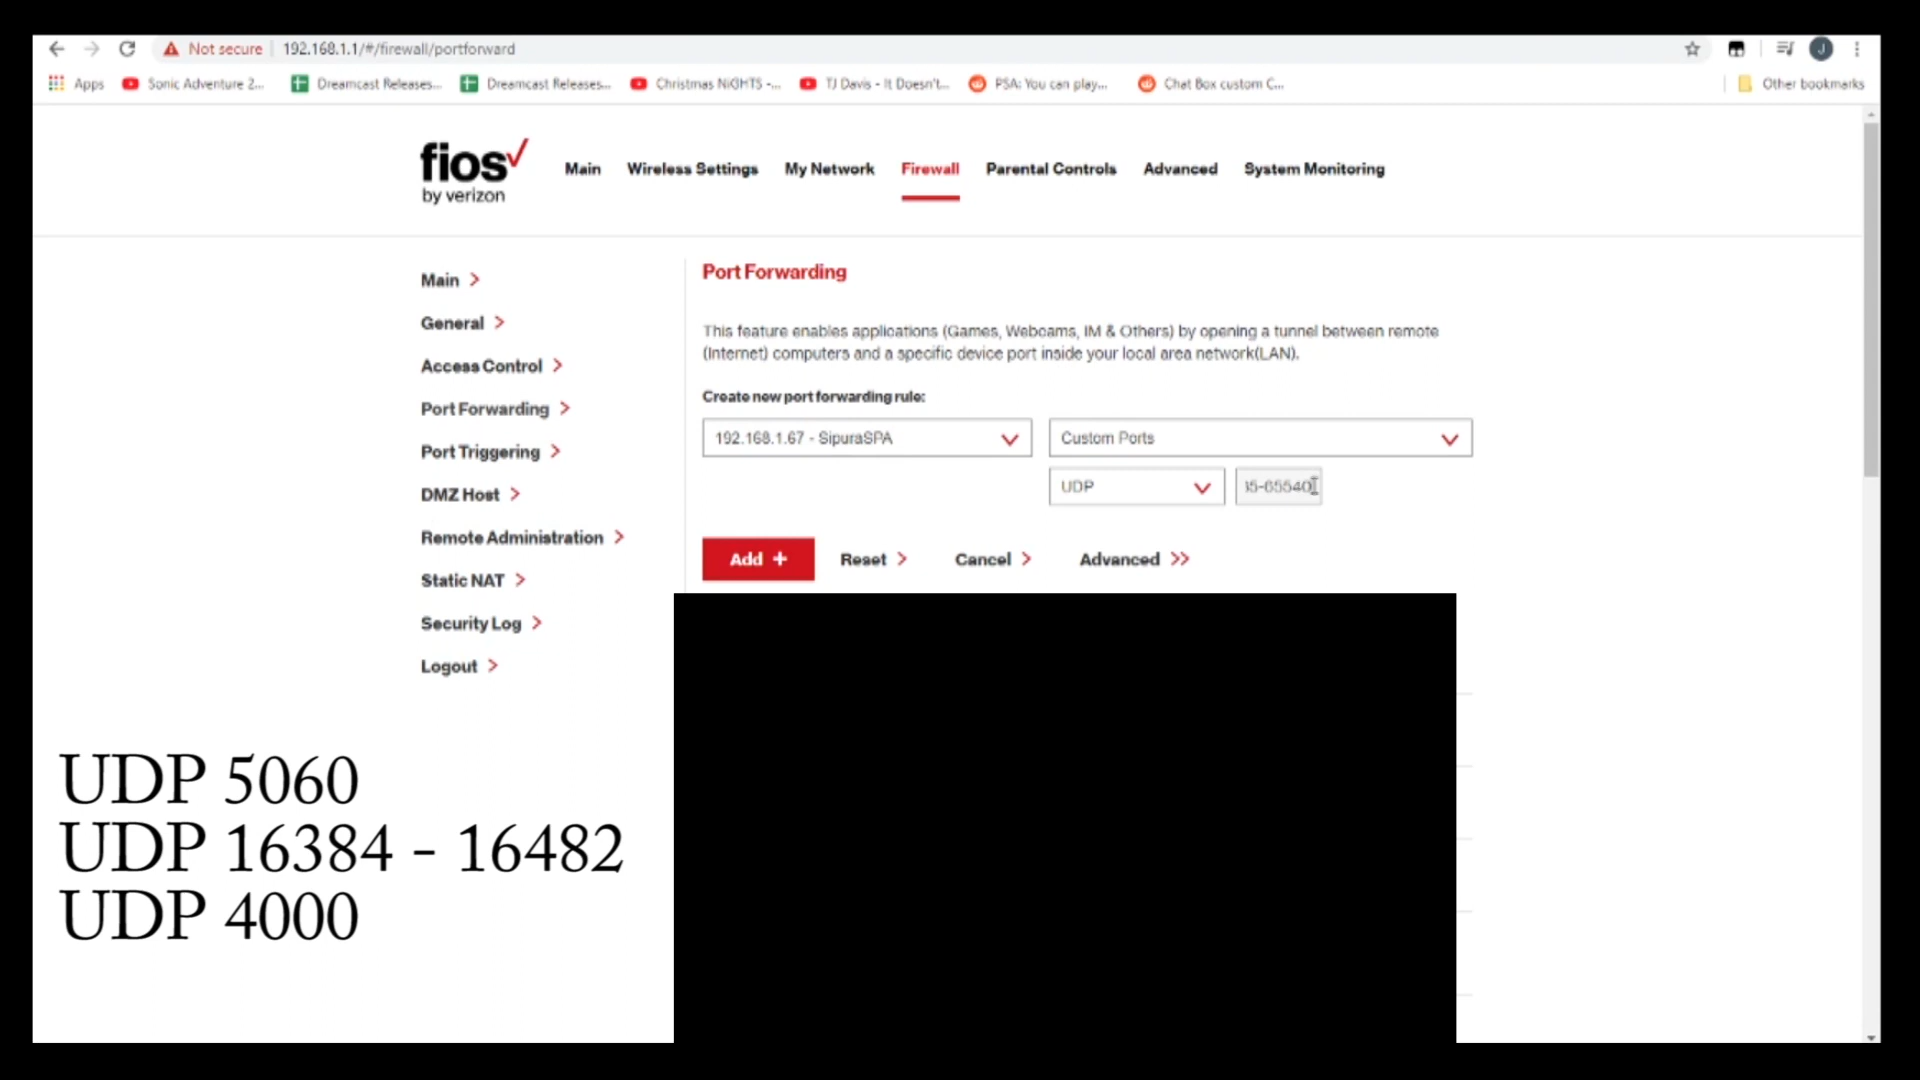 Not secure 192.168.1.1/#/firewall/portforward J
Apps Sonic Adventure 2... Dreamcast Releases... Dreamcast Releases... Christmas NiGHTS -... TJ Davis - It Doesn't... PSA: You can play... Chat Box custom C... Other bookmarks
fios
by verizon
Main Wireless Settings My Network Firewall Parental Controls Advanced System Monitoring
Main
General
Access Control
Port Forwarding
Port Triggering
DMZ Host
Remote Administration
Static NAT
Security Log
Logout
Port Forwarding
This feature enables applications (Games, Webcams, IM & Others) by opening a tunnel between remote
(Internet) computers and a specific device port inside your local area network(LAN).
Create new port forwarding rule:
192.168.1.67 - SipuraSPA Custom Ports
UDP 35-65540
Add + Reset Cancel Advanced
UDP 5060
UDP 16384 - 16482
UDP 4000